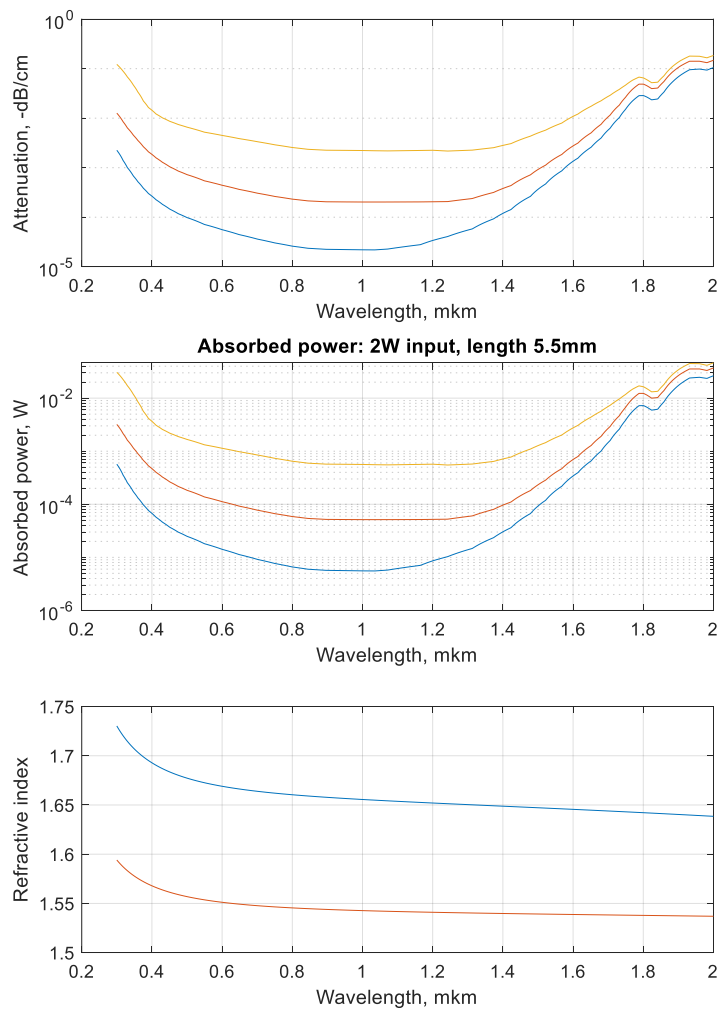 10^0
Attenuation, -dB/cm
10^-5
0.2 0.4 0.6 0.8 1 1.2 1.4 1.6 1.8 2
Wavelength, mkm
Absorbed power: 2W input, length 5.5mm
10^-2
Absorbed power, W
10^-4
10^-6
0.2 0.4 0.6 0.8 1 1.2 1.4 1.6 1.8 2
Wavelength, mkm
1.75
1.7
1.65
Refractive index
1.6
1.55
1.5
0.2 0.4 0.6 0.8 1 1.2 1.4 1.6 1.8 2
Wavelength, mkm